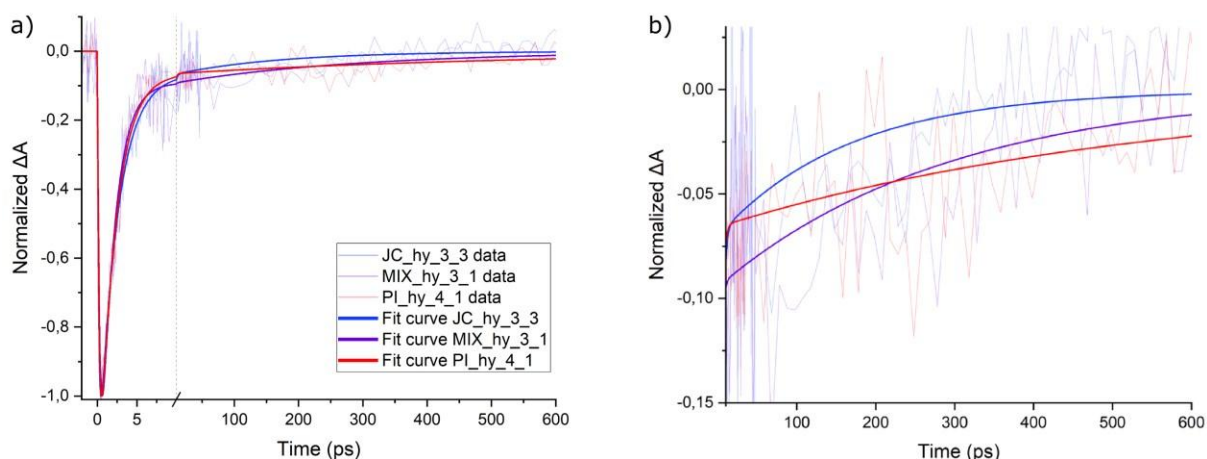 a)
Normalized ΔA
0,0
-0,2
-0,4
-0,6
-0,8
-1,0
0
5
100
200
300
400
500
600
Time (ps)
JC_hy_3_3 data
MIX_hy_3_1 data
PI_hy_4_1 data
Fit curve JC_hy_3_3
Fit curve MIX_hy_3_1
Fit curve PI_hy_4_1
b)
Normalized ΔA
0,00
-0,05
-0,10
-0,15
100
200
300
400
500
600
Time (ps)